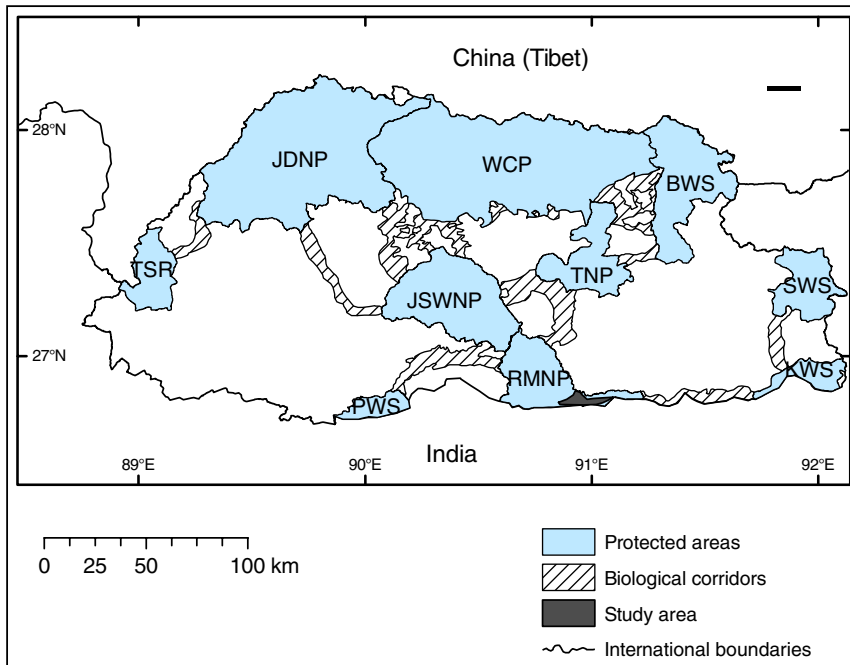 China (Tibet)
28°N
JDNP
WCP
BWS
TSR
TNP
SWS
JSWNP
27°N
RMNP
LWS
PWS
India
89°E
90°E
91°E
92°E
0
25
50
100 km
Protected areas
Biological corridors
Study area
International boundaries